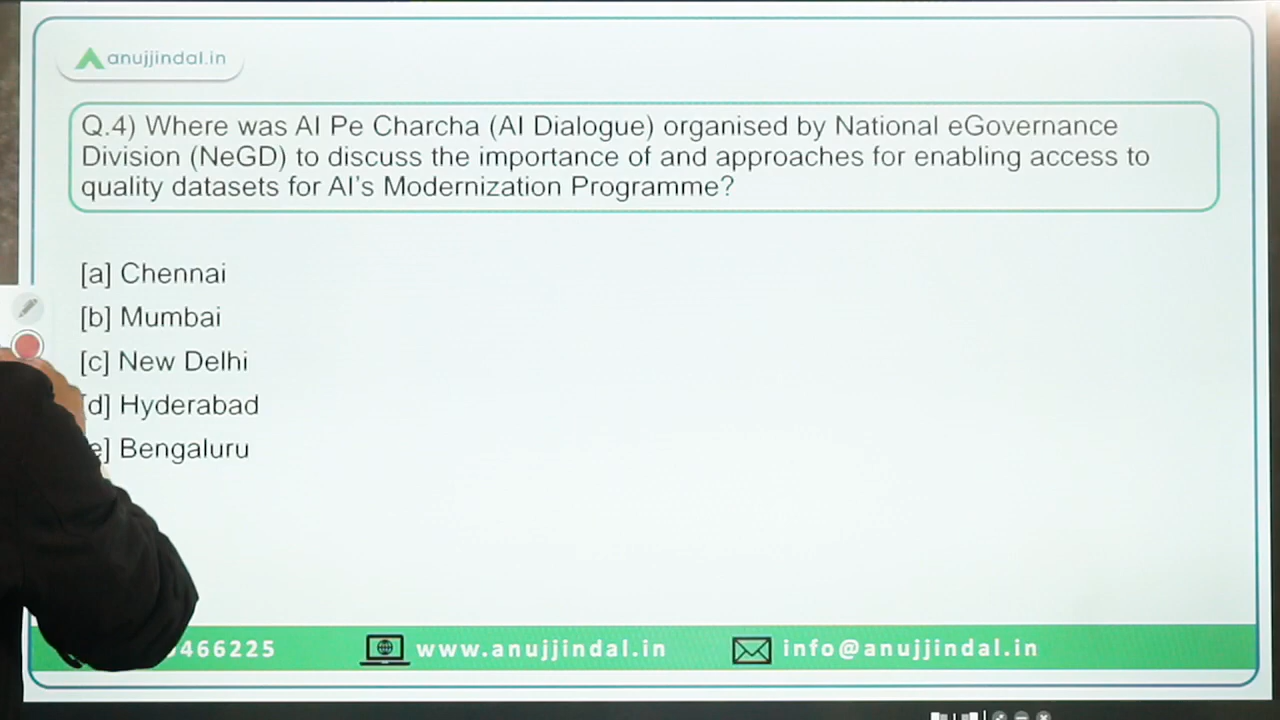 anujjindal.in
Q.4) Where was AI Pe Charcha (AI Dialogue) organised by National eGovernance
Division (NeGD) to discuss the importance of and approaches for enabling access to
quality datasets for AI's Modernization Programme?
[a] Chennai
[b] Mumbai
[c] New Delhi
[d] Hyderabad
e] Bengaluru
466225
www.anujjindal.in
info@anujjindal.in